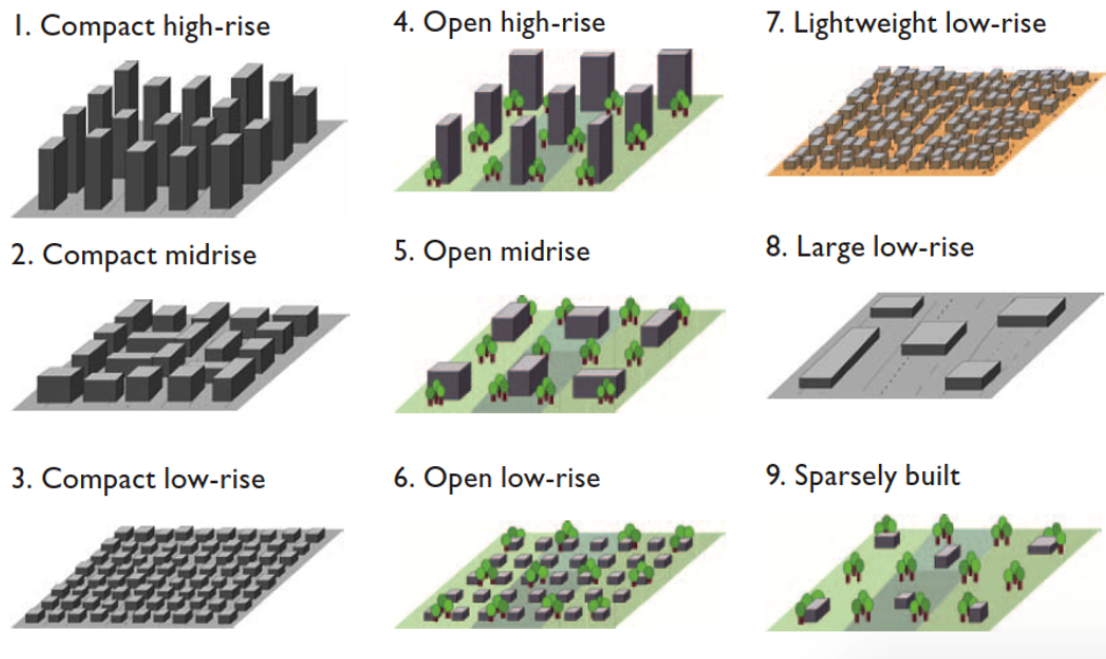 1. Compact high-rise
4. Open high-rise
7. Lightweight low-rise
2. Compact midrise
5. Open midrise
8. Large low-rise
3. Compact low-rise
6. Open low-rise
9. Sparsely built